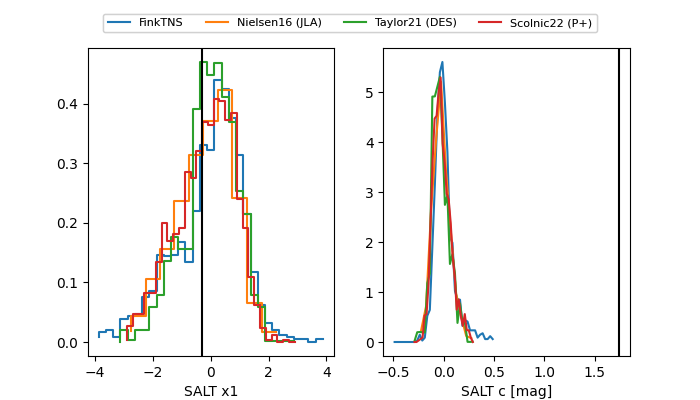 FinkTNS Nielsen16 (JLA) Taylor21 (DES) Scolnic22 (P+)
0.4
0.3
0.2
0.1
0.0
−4 −2 0 2 4
SALT x1
5
4
3
2
1
0
−0.5 0.0 0.5 1.0 1.5
SALT c [mag]